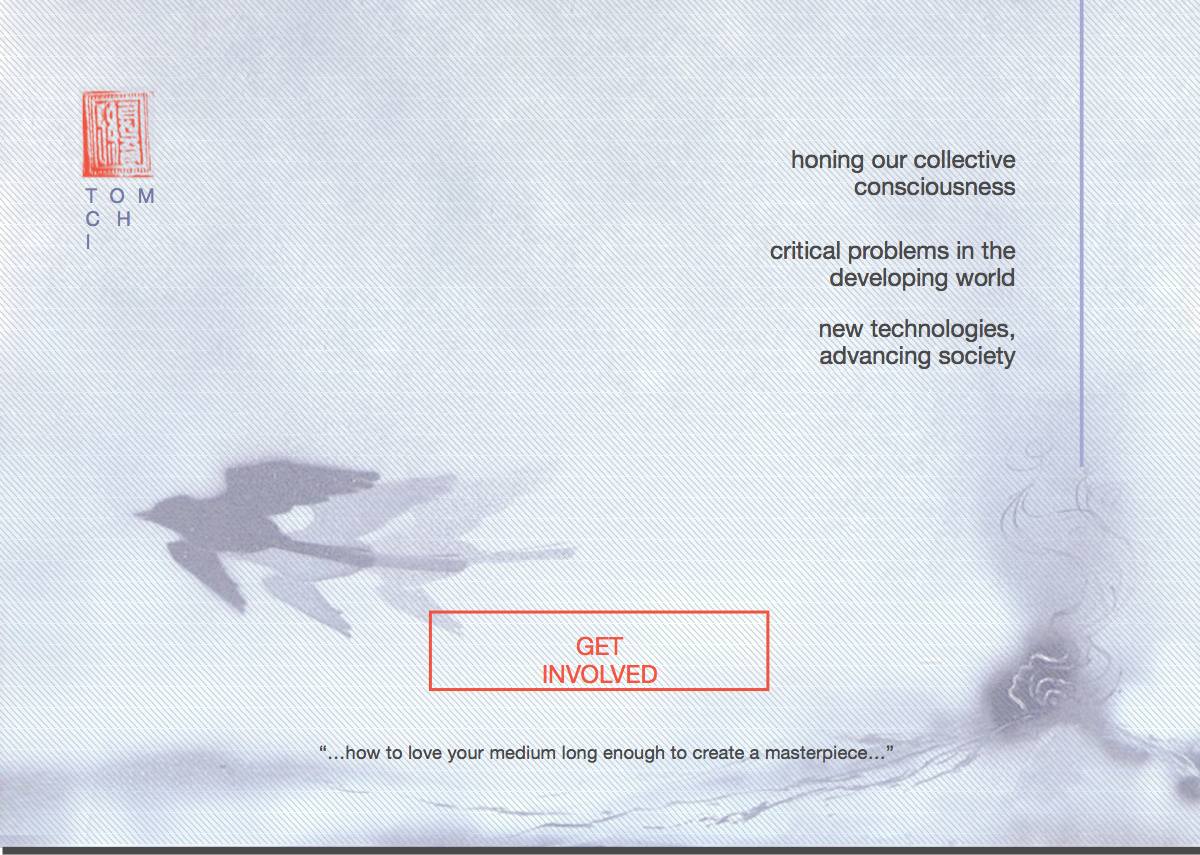 T O M
C H
I
honing our collective
consciousness
critical problems in the
developing world
new technologies,
advancing society
GET
INVOLVED
“...how to love your medium long enough to create a masterpiece...”